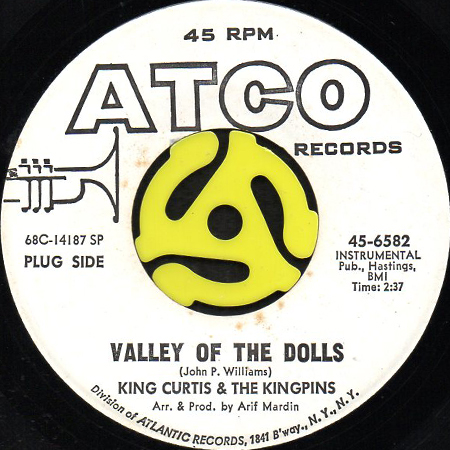 45 RPM
ATCO
RECORDS
68C-14187 SP
PLUG SIDE
45-6582
INSTRUMENTAL
Pub., Hastings,
BMI
Time: 2:37
VALLEY OF THE DOLLS
(John P. Williams)
KING CURTIS & THE KINGPINS
Arr. & Prod. by Arif Mardin
Division of ATLANTIC RECORDS, 1841 B'way., N.Y., N.Y.